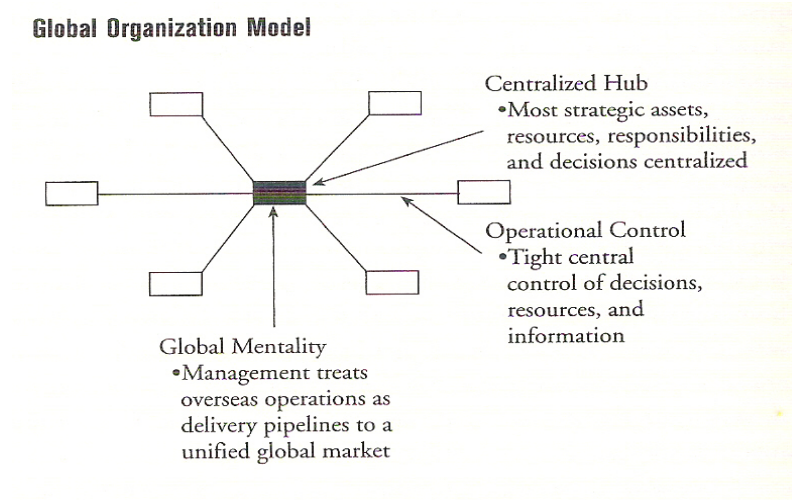 Global Organization Model
Centralized Hub
•Most strategic assets,
resources, responsibilities,
and decisions centralized
Operational Control
•Tight central
control of decisions,
resources, and
information
Global Mentality
•Management treats
overseas operations as
delivery pipelines to a
unified global market